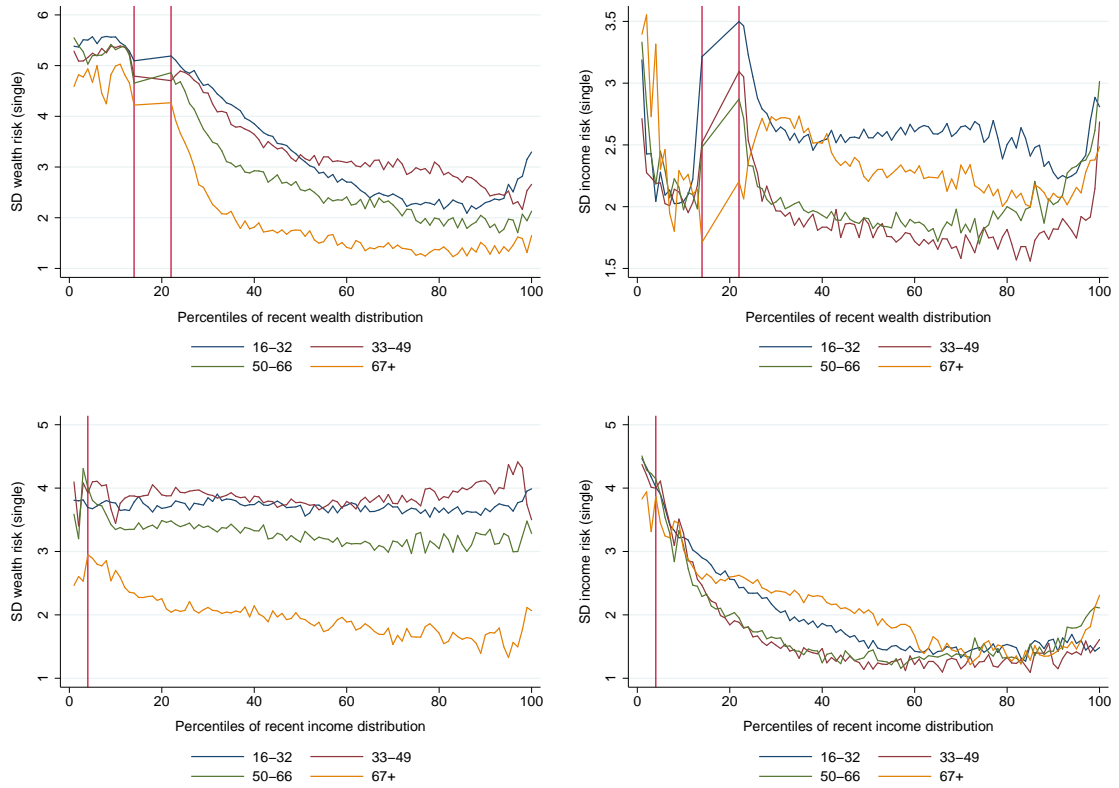 SD wealth risk (single)
6
5
4
3
2
1
0 20 40 60 80 100
Percentiles of recent wealth distribution
16−32 33−49
50−66 67+
SD income risk (single)
3.5
3
2.5
2
1.5
0 20 40 60 80 100
Percentiles of recent wealth distribution
16−32 33−49
50−66 67+
SD wealth risk (single)
5
4
3
2
1
0 20 40 60 80 100
Percentiles of recent income distribution
16−32 33−49
50−66 67+
SD income risk (single)
5
4
3
2
1
0 20 40 60 80 100
Percentiles of recent income distribution
16−32 33−49
50−66 67+